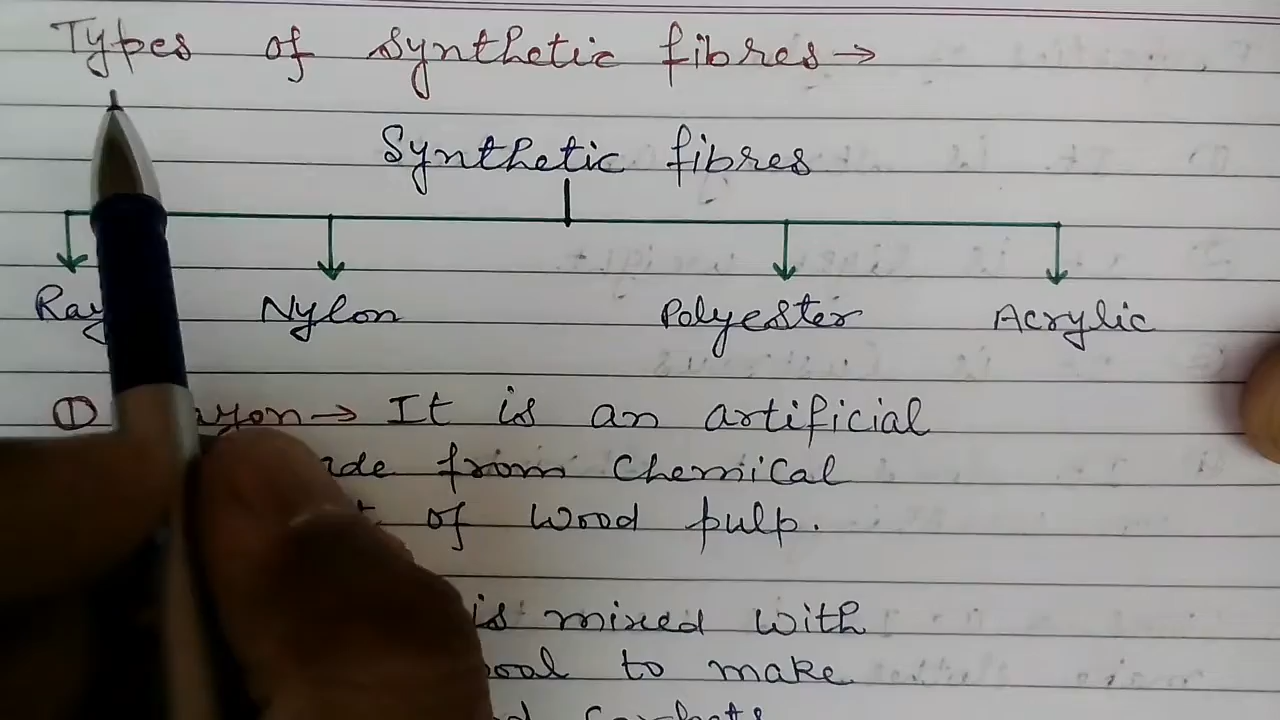 Types of synthetic fibres→
Synthetic fibres
Nylon Polyester Acrylic
① → It is an artificial
from chemical
of wood pulp.
is mixed with
to make